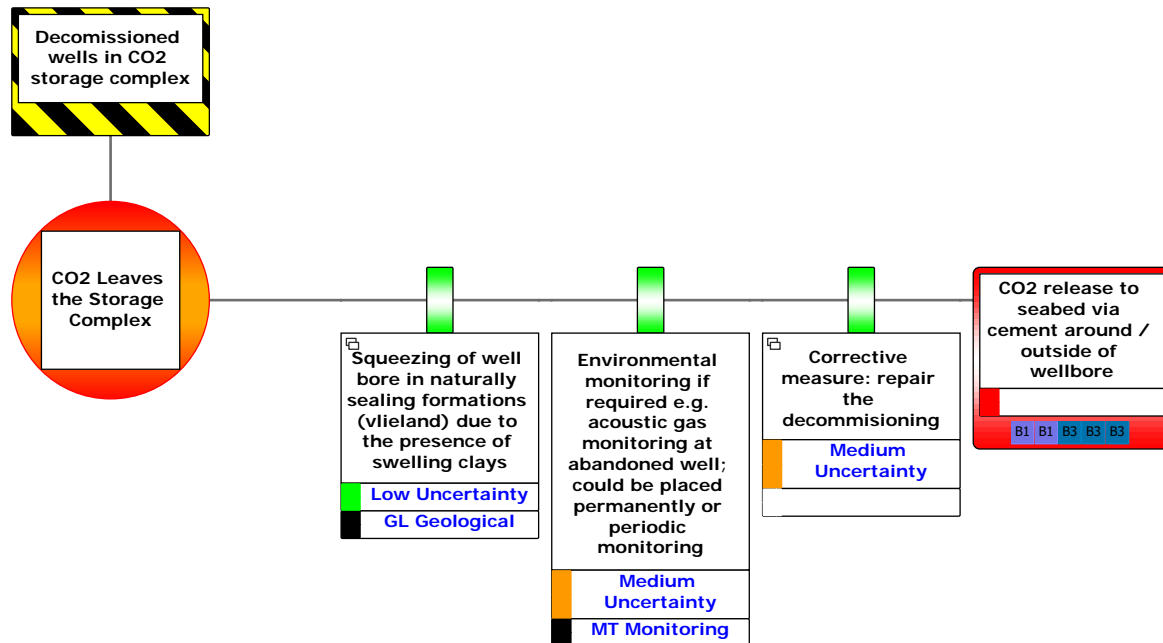 Decomissioned
wells in CO2
storage complex
CO2 Leaves
the Storage
Complex
Squeezing of well
bore in naturally
sealing formations
(vlieland) due to
the presence of
swelling clays
Low Uncertainty
GL Geological
Environmental
monitoring if
required e.g.
acoustic gas
monitoring at
abandoned well;
could be placed
permanently or
periodic
monitoring
Medium
Uncertainty
MT Monitoring
Corrective
measure: repair
the
decommisioning
Medium
Uncertainty
CO2 release to
seabed via
cement around /
outside of
wellbore
B1 B1 B3 B3 B3